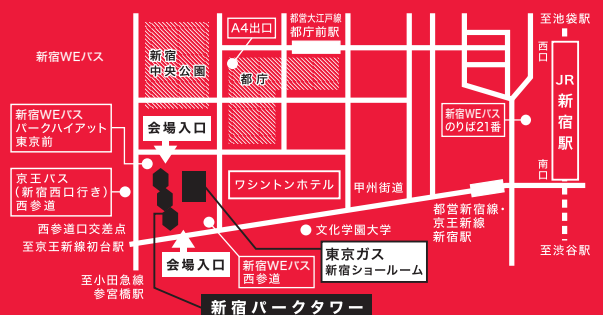 至池袋駅
A4出口
都営大江戸線
都庁前駅
西口
新宿WEバス
新宿
中央公園
都庁
JR
新宿駅
新宿WEバス
パークハイアット
東京前
会場入口
新宿WEバス
のりば21番
南口
京王バス
(新宿西口行き)
西参道
ワシントンホテル
甲州街道
都営新宿線・
京王新線
新宿駅
西参道口交差点
至京王新線初台駅
文化学園大学
至渋谷駅
会場入口
新宿WEバス
西参道
東京ガス
新宿ショールーム
至小田急線
参宮橋駅
新宿パークタワー